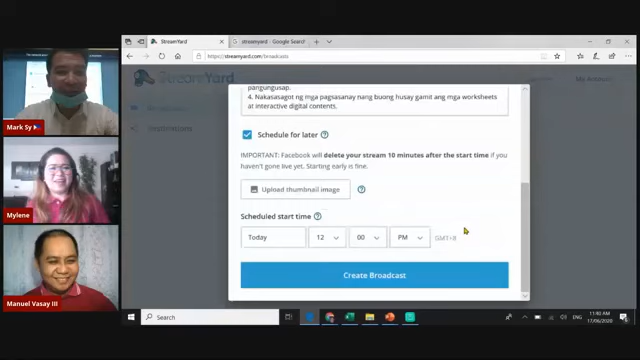 StreamYard
streamyard - Google Search
https://streamyard.com/broadcasts
StreamYard
My Account
pangungusap.
4. Nakasasagot ng mga pagsasanay nang buong husay gamit ang mga worksheets
at interactive digital contents.
Schedule for later
IMPORTANT: Facebook will delete your stream 10 minutes after the start time if you
haven't gone live yet. Starting early is fine.
Upload thumbnail image
Scheduled start time
Today
12
00
PM
GMT+8
Create Broadcast
Mark Sy
Mylene
Manuel Vasay III
Search
ENG
11:40 AM
17/06/2020